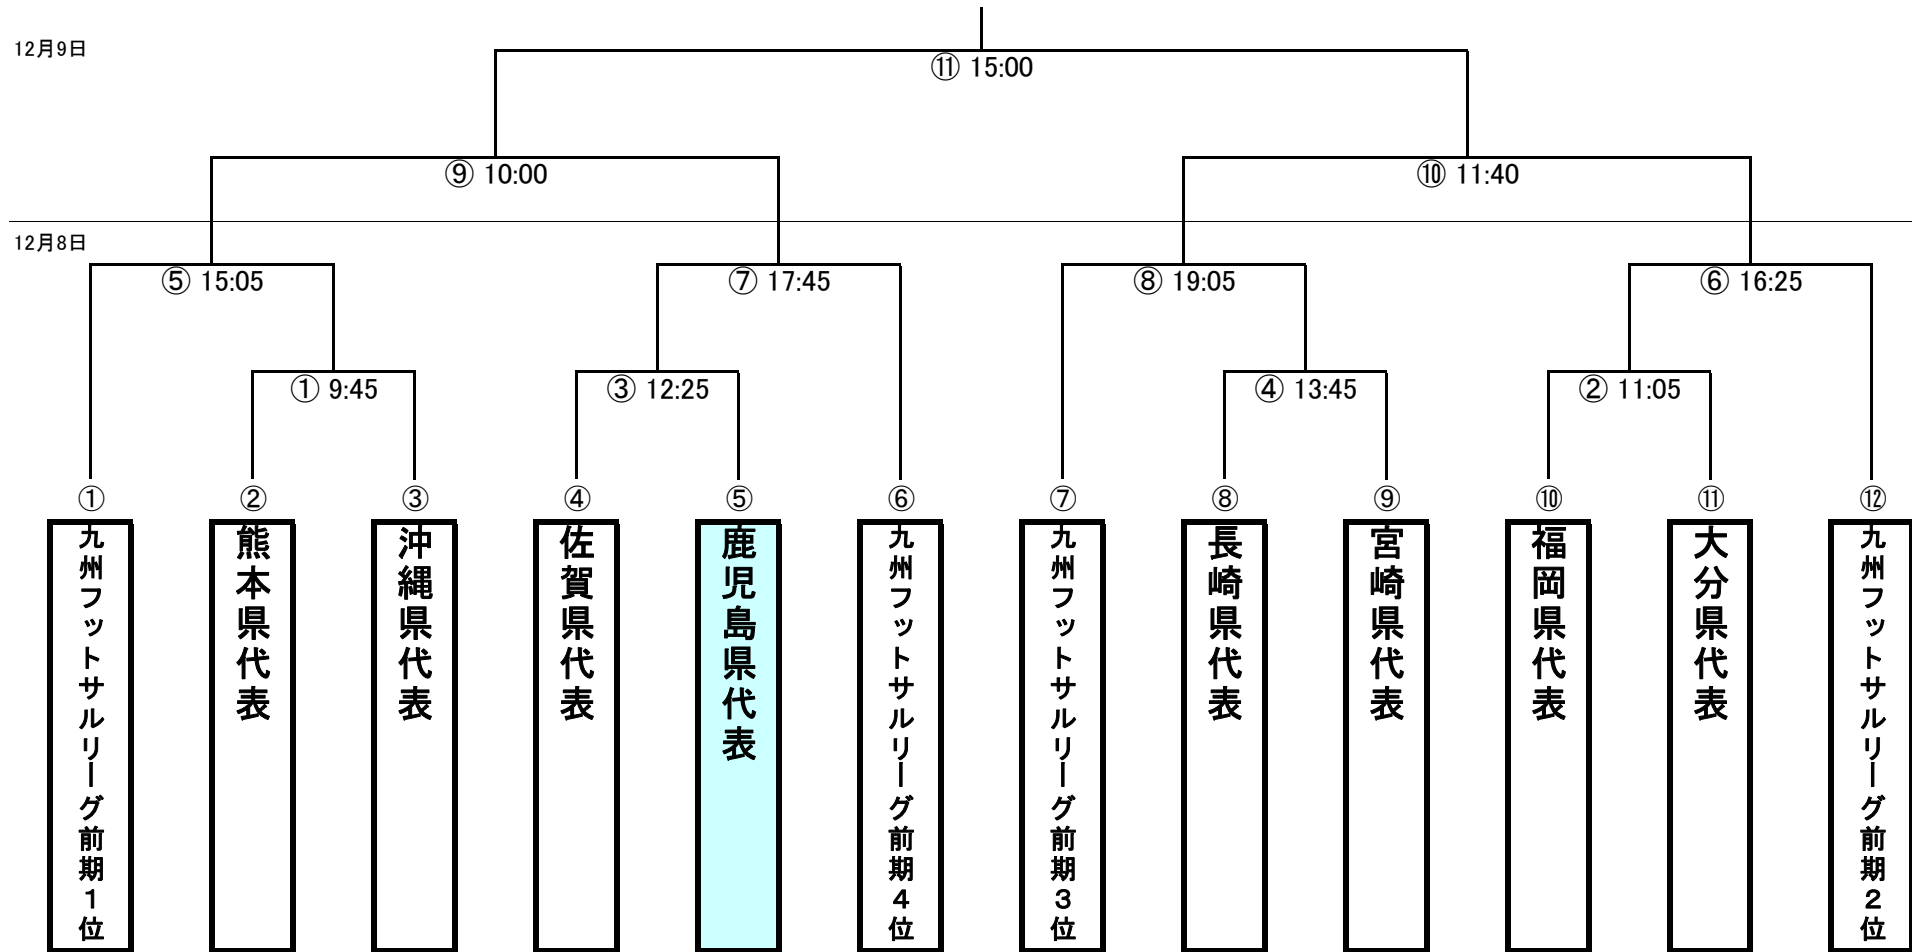 12月9日
⑪ 15:00
⑨ 10:00
⑩ 11:40
12月8日
⑤ 15:05
⑦ 17:45
⑧ 19:05
⑥ 16:25
① 9:45
③ 12:25
④ 13:45
② 11:05
①
②
③
④
⑤
⑥
⑦
⑧
⑨
⑩
⑪
⑫
九州フットサルリーグ前期１位
熊本県代表
沖縄県代表
佐賀県代表
鹿児島県代表
九州フットサルリーグ前期４位
九州フットサルリーグ前期３位
長崎県代表
宮崎県代表
福岡県代表
大分県代表
九州フットサルリーグ前期２位